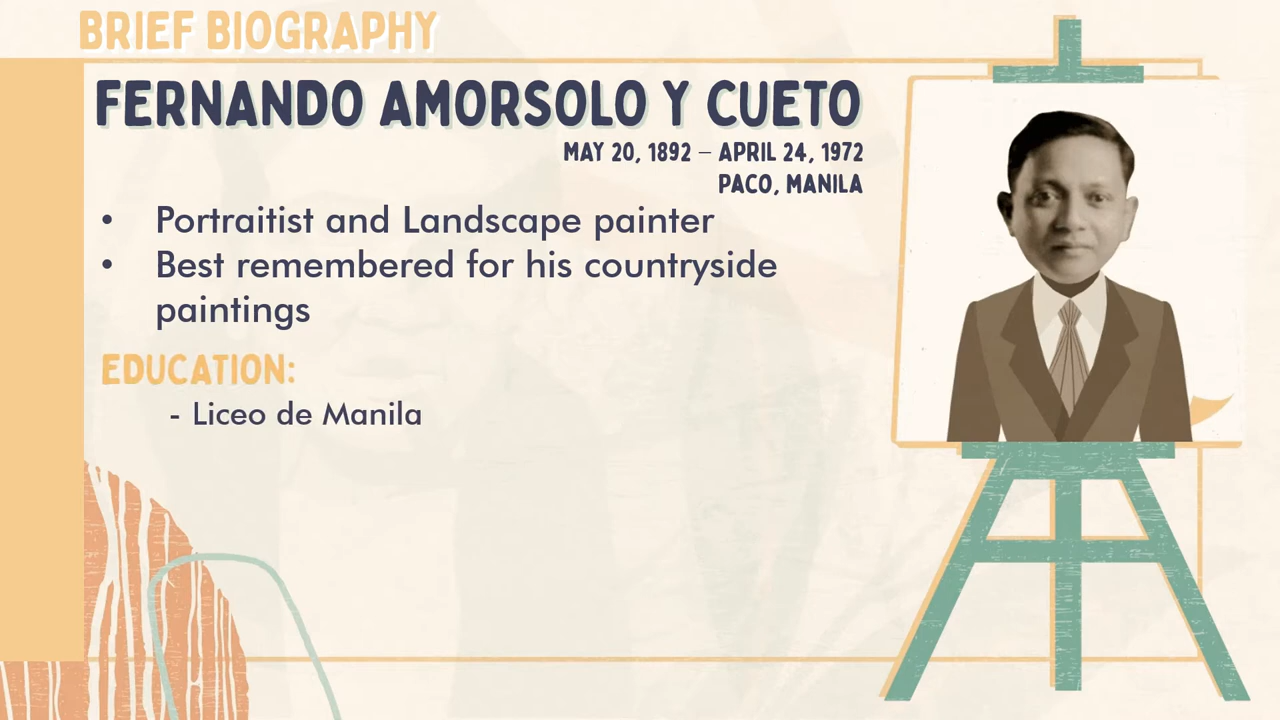 BRIEF BIOGRAPHY
FERNANDO AMORSOLO Y CUETO
MAY 20, 1892 – APRIL 24, 1972
PACO, MANILA
• Portraitist and Landscape painter
• Best remembered for his countryside
paintings
EDUCATION:
- Liceo de Manila